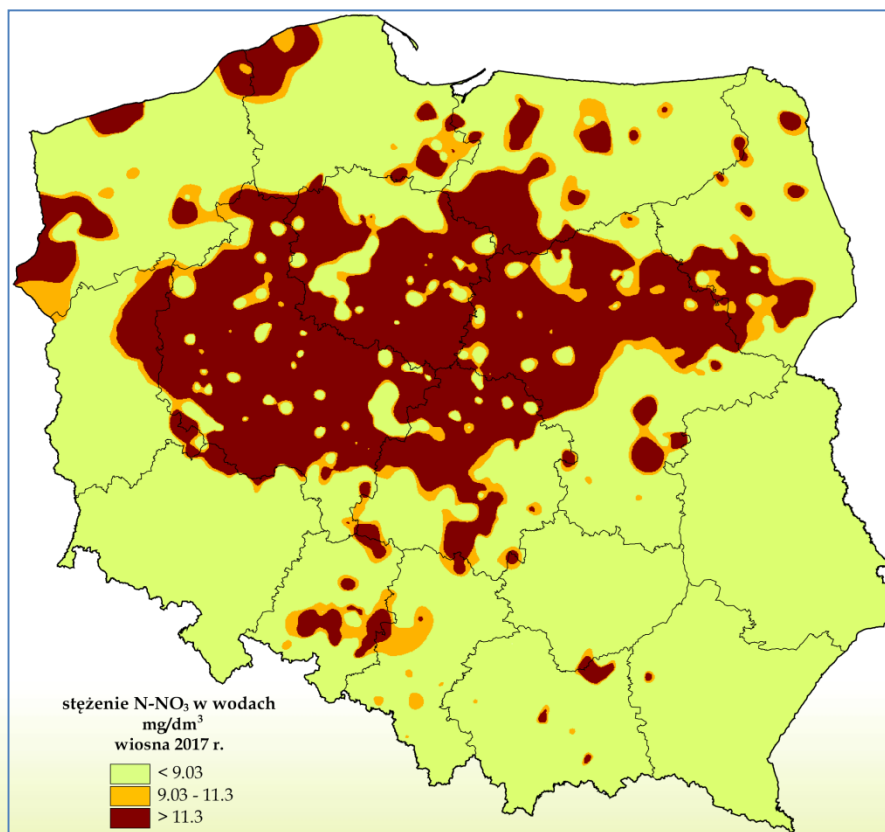 stężenie N-NO₃ w wodach
mg/dm³
wiosna 2017 r.
< 9.03
9.03 - 11.3
> 11.3